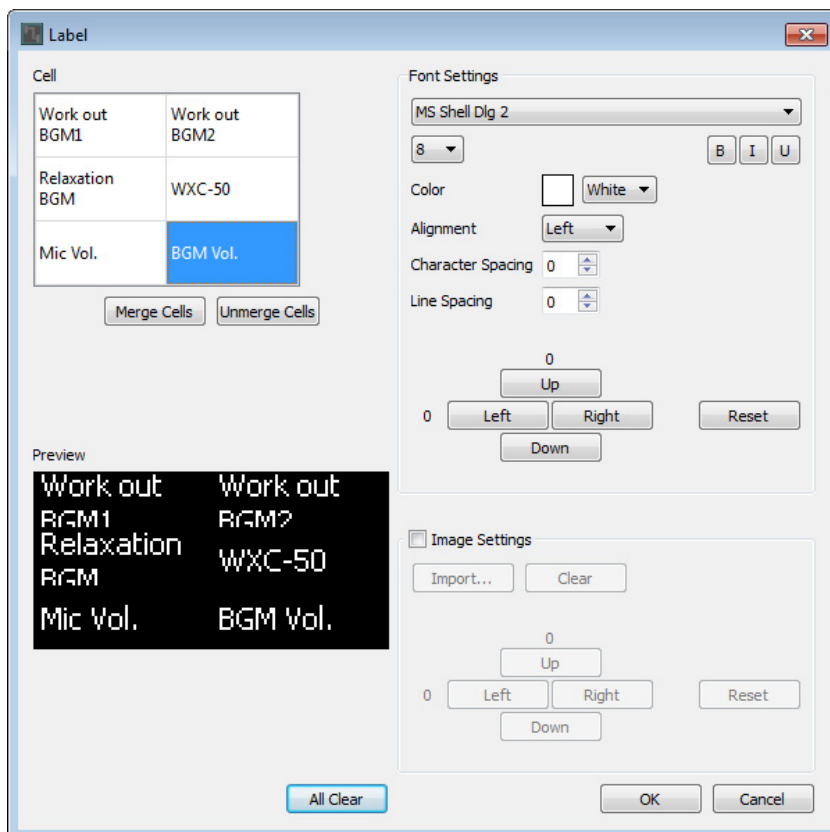 Label
Cell
Work out Work out
BGM1 BGM2
Relaxation
BGM WXC-50
Mic Vol. BGM Vol.
Merge Cells Unmerge Cells
Preview
Work out Work out
BGM1 BGM2
Relaxation
BGM WXC-50
Mic Vol. BGM Vol.
All Clear
Font Settings
MS Shell Dlg 2
8 B I U
Color White
Alignment Left
Character Spacing 0
Line Spacing 0
0
Up
0 Left Right Reset
Down
Image Settings
Import... Clear
0
Up
0 Left Right Reset
Down
OK Cancel